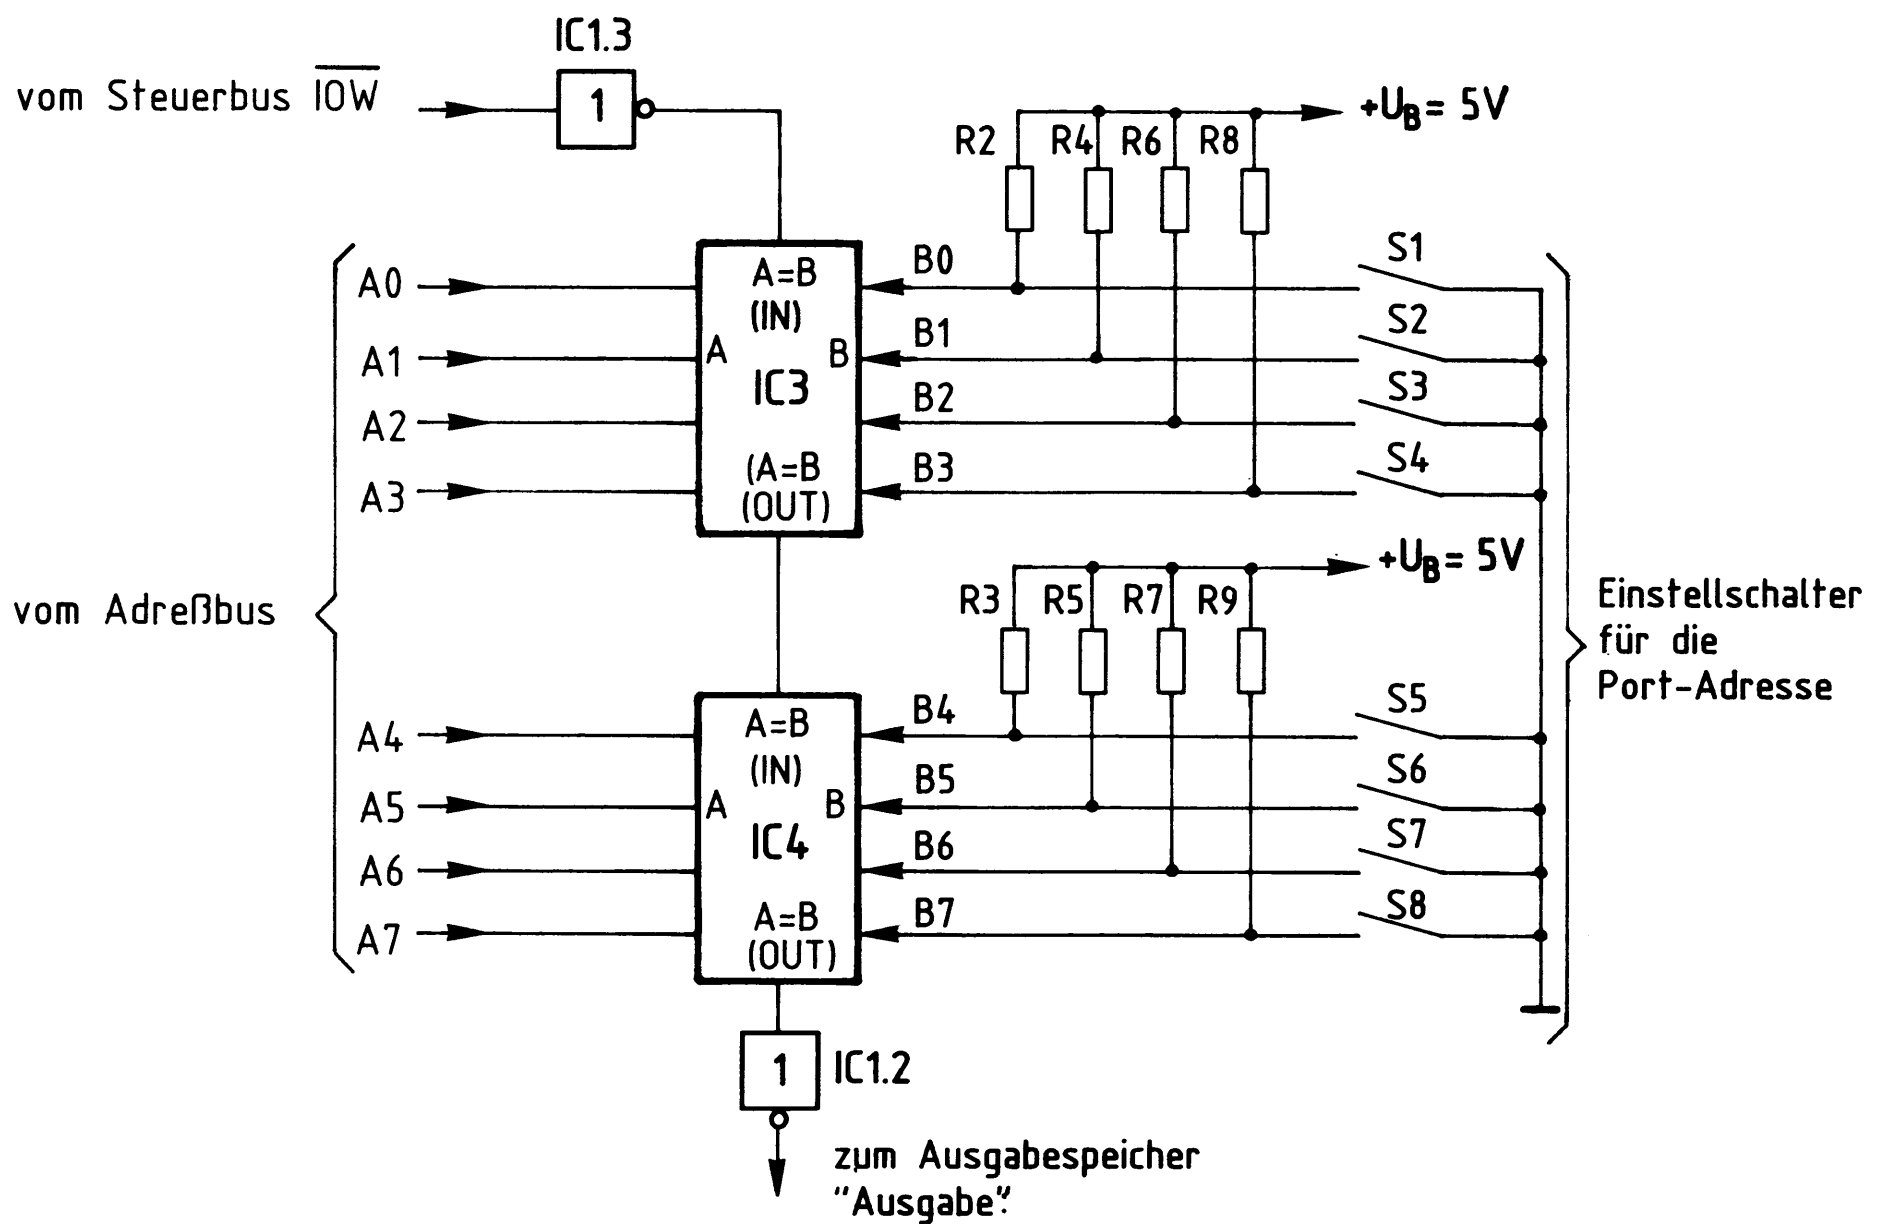 IC1.3
vom Steuerbus IOW
1
+UB= 5V
R2 R4 R6 R8
A0
A1
A2
A3
A=B
(IN)
A B
IC3
(A=B
(OUT)
B0
B1
B2
B3
S1
S2
S3
S4
+UB= 5V
R3 R5 R7 R9
vom Adreßbus
Einstellschalter
für die
Port-Adresse
A4
A5
A6
A7
A=B
(IN)
A B
IC4
A=B
(OUT)
B4
B5
B6
B7
S5
S6
S7
S8
1 IC1.2
zum Ausgabespeicher
"Ausgabe".